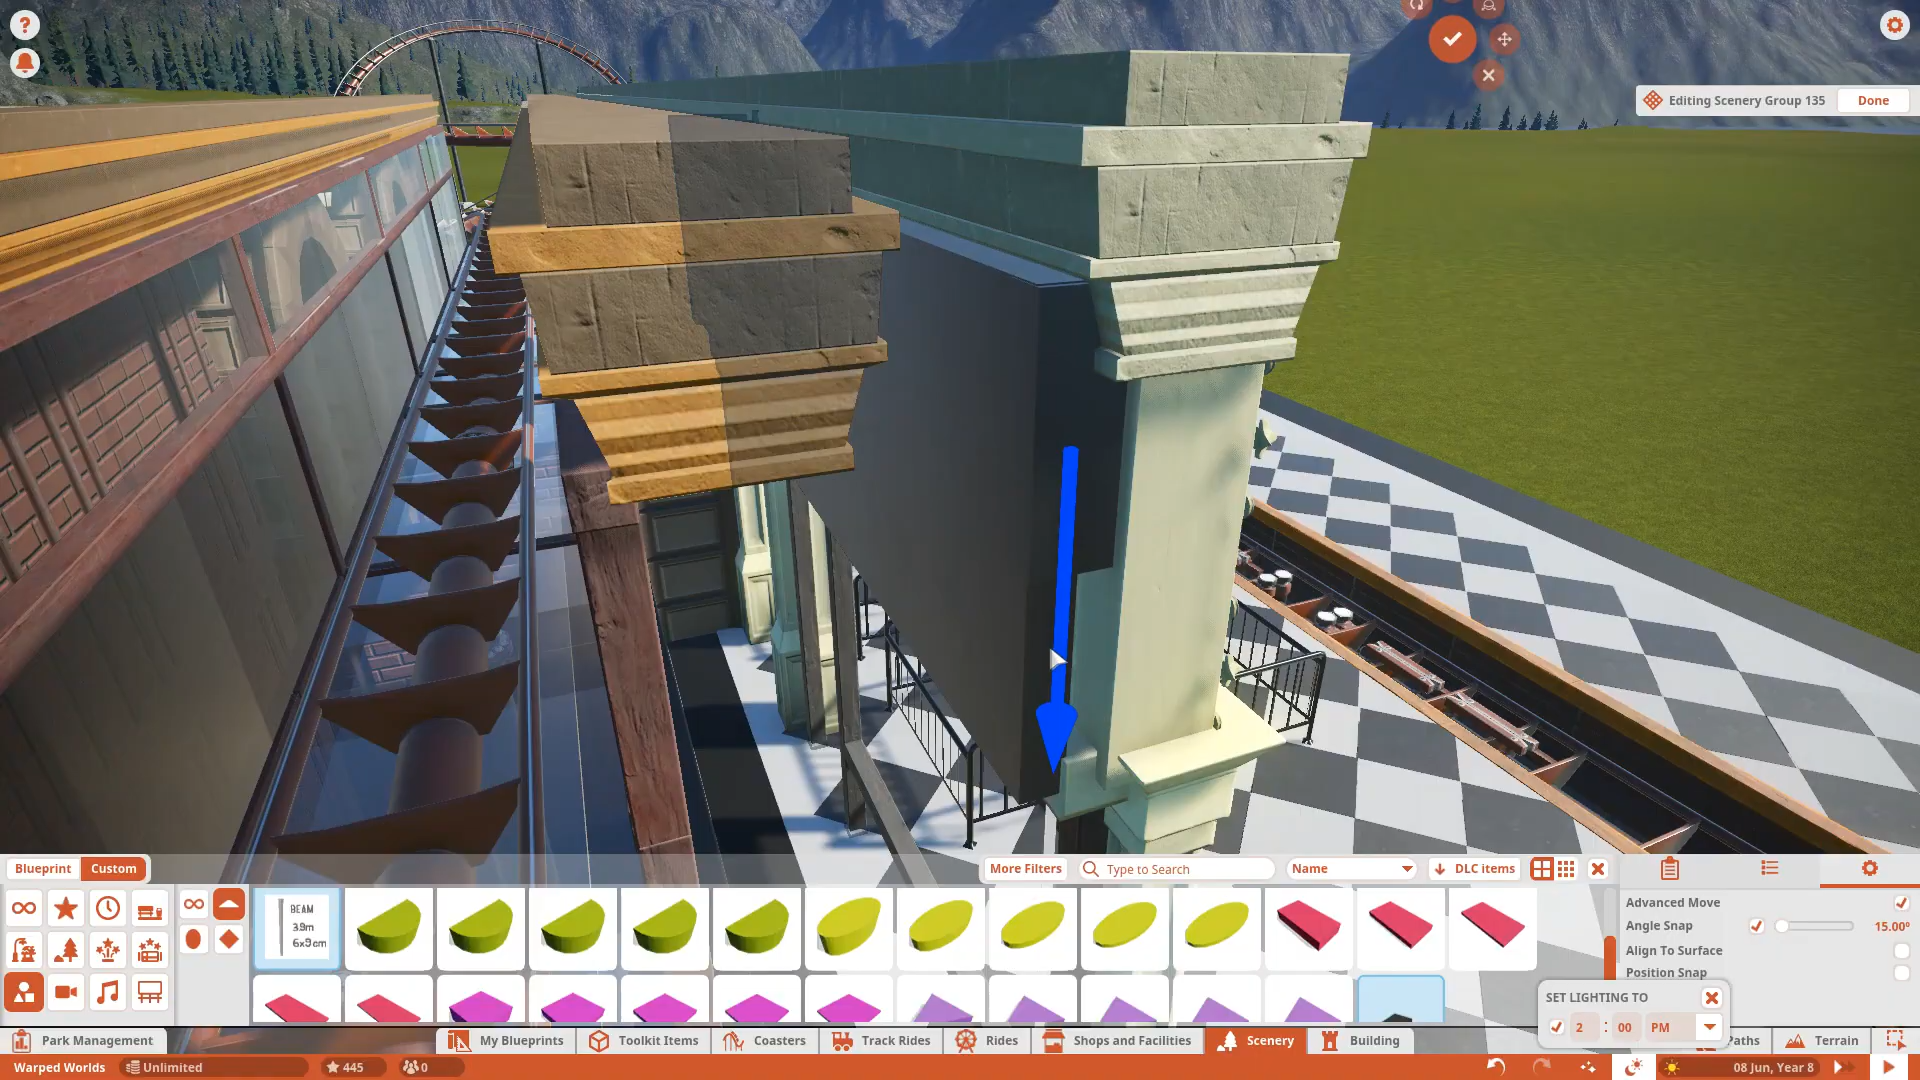 ?
Editing Scenery Group 135
Done
Blueprint
Custom
More Filters
Type to Search
Name
DLC items
BEAM
3.9m
6x9cm
Advanced Move
Angle Snap
15.00°
Align To Surface
Position Snap
SET LIGHTING TO
2 : 00 PM
Park Management
My Blueprints
Toolkit Items
Coasters
Track Rides
Rides
Shops and Facilities
Scenery
Building
Paths
Terrain
Warped Worlds
Unlimited
445
0
08 Jun, Year 8